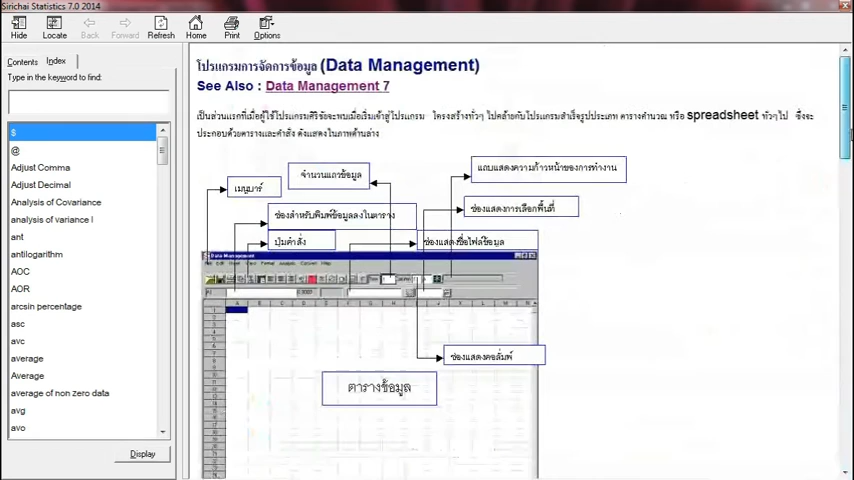 Sirichai Statistics 7.0 2014
Hide Locate Back Forward Refresh Home Print Options
Contents Index
Type in the keyword to find:
$
@
Adjust Comma
Adjust Decimal
Analysis of Covariance
analysis of variance I
ant
antilogarithm
AOC
AOR
arcsin percentage
asc
avc
average
Average
average of non zero data
avg
avo
Display
โปรแกรมการจัดการข้อมูล (Data Management)
See Also : Data Management 7
เป็นส่วนแรกที่เมื่อผู้ใช้โปรแกรมศิริชัยจะพบเมื่อเริ่มเข้าสู่โปรแกรม โครงสร้างทั่วๆ ไปคล้ายกับโปรแกรมสำเร็จรูปประเภท ตารางคำนวณ หรือ spreadsheet ทั่วๆไป ซึ่งจะ
ประกอบด้วยตารางและคำสั่ง ดังแสดงในภาพด้านล่าง
แถบแสดงความก้าวหน้าของการทำงาน
จำนวนแถวข้อมูล
เมนูบาร์
ช่องแสดงการเลือกพื้นที่
ช่องสำหรับพิมพ์ข้อมูลลงในตาราง
ปุ่มคำสั่ง
ช่องแสดงชื่อไฟล์ข้อมูล
Data Management
ช่องแสดงคอลัมพ์
ตารางข้อมูล